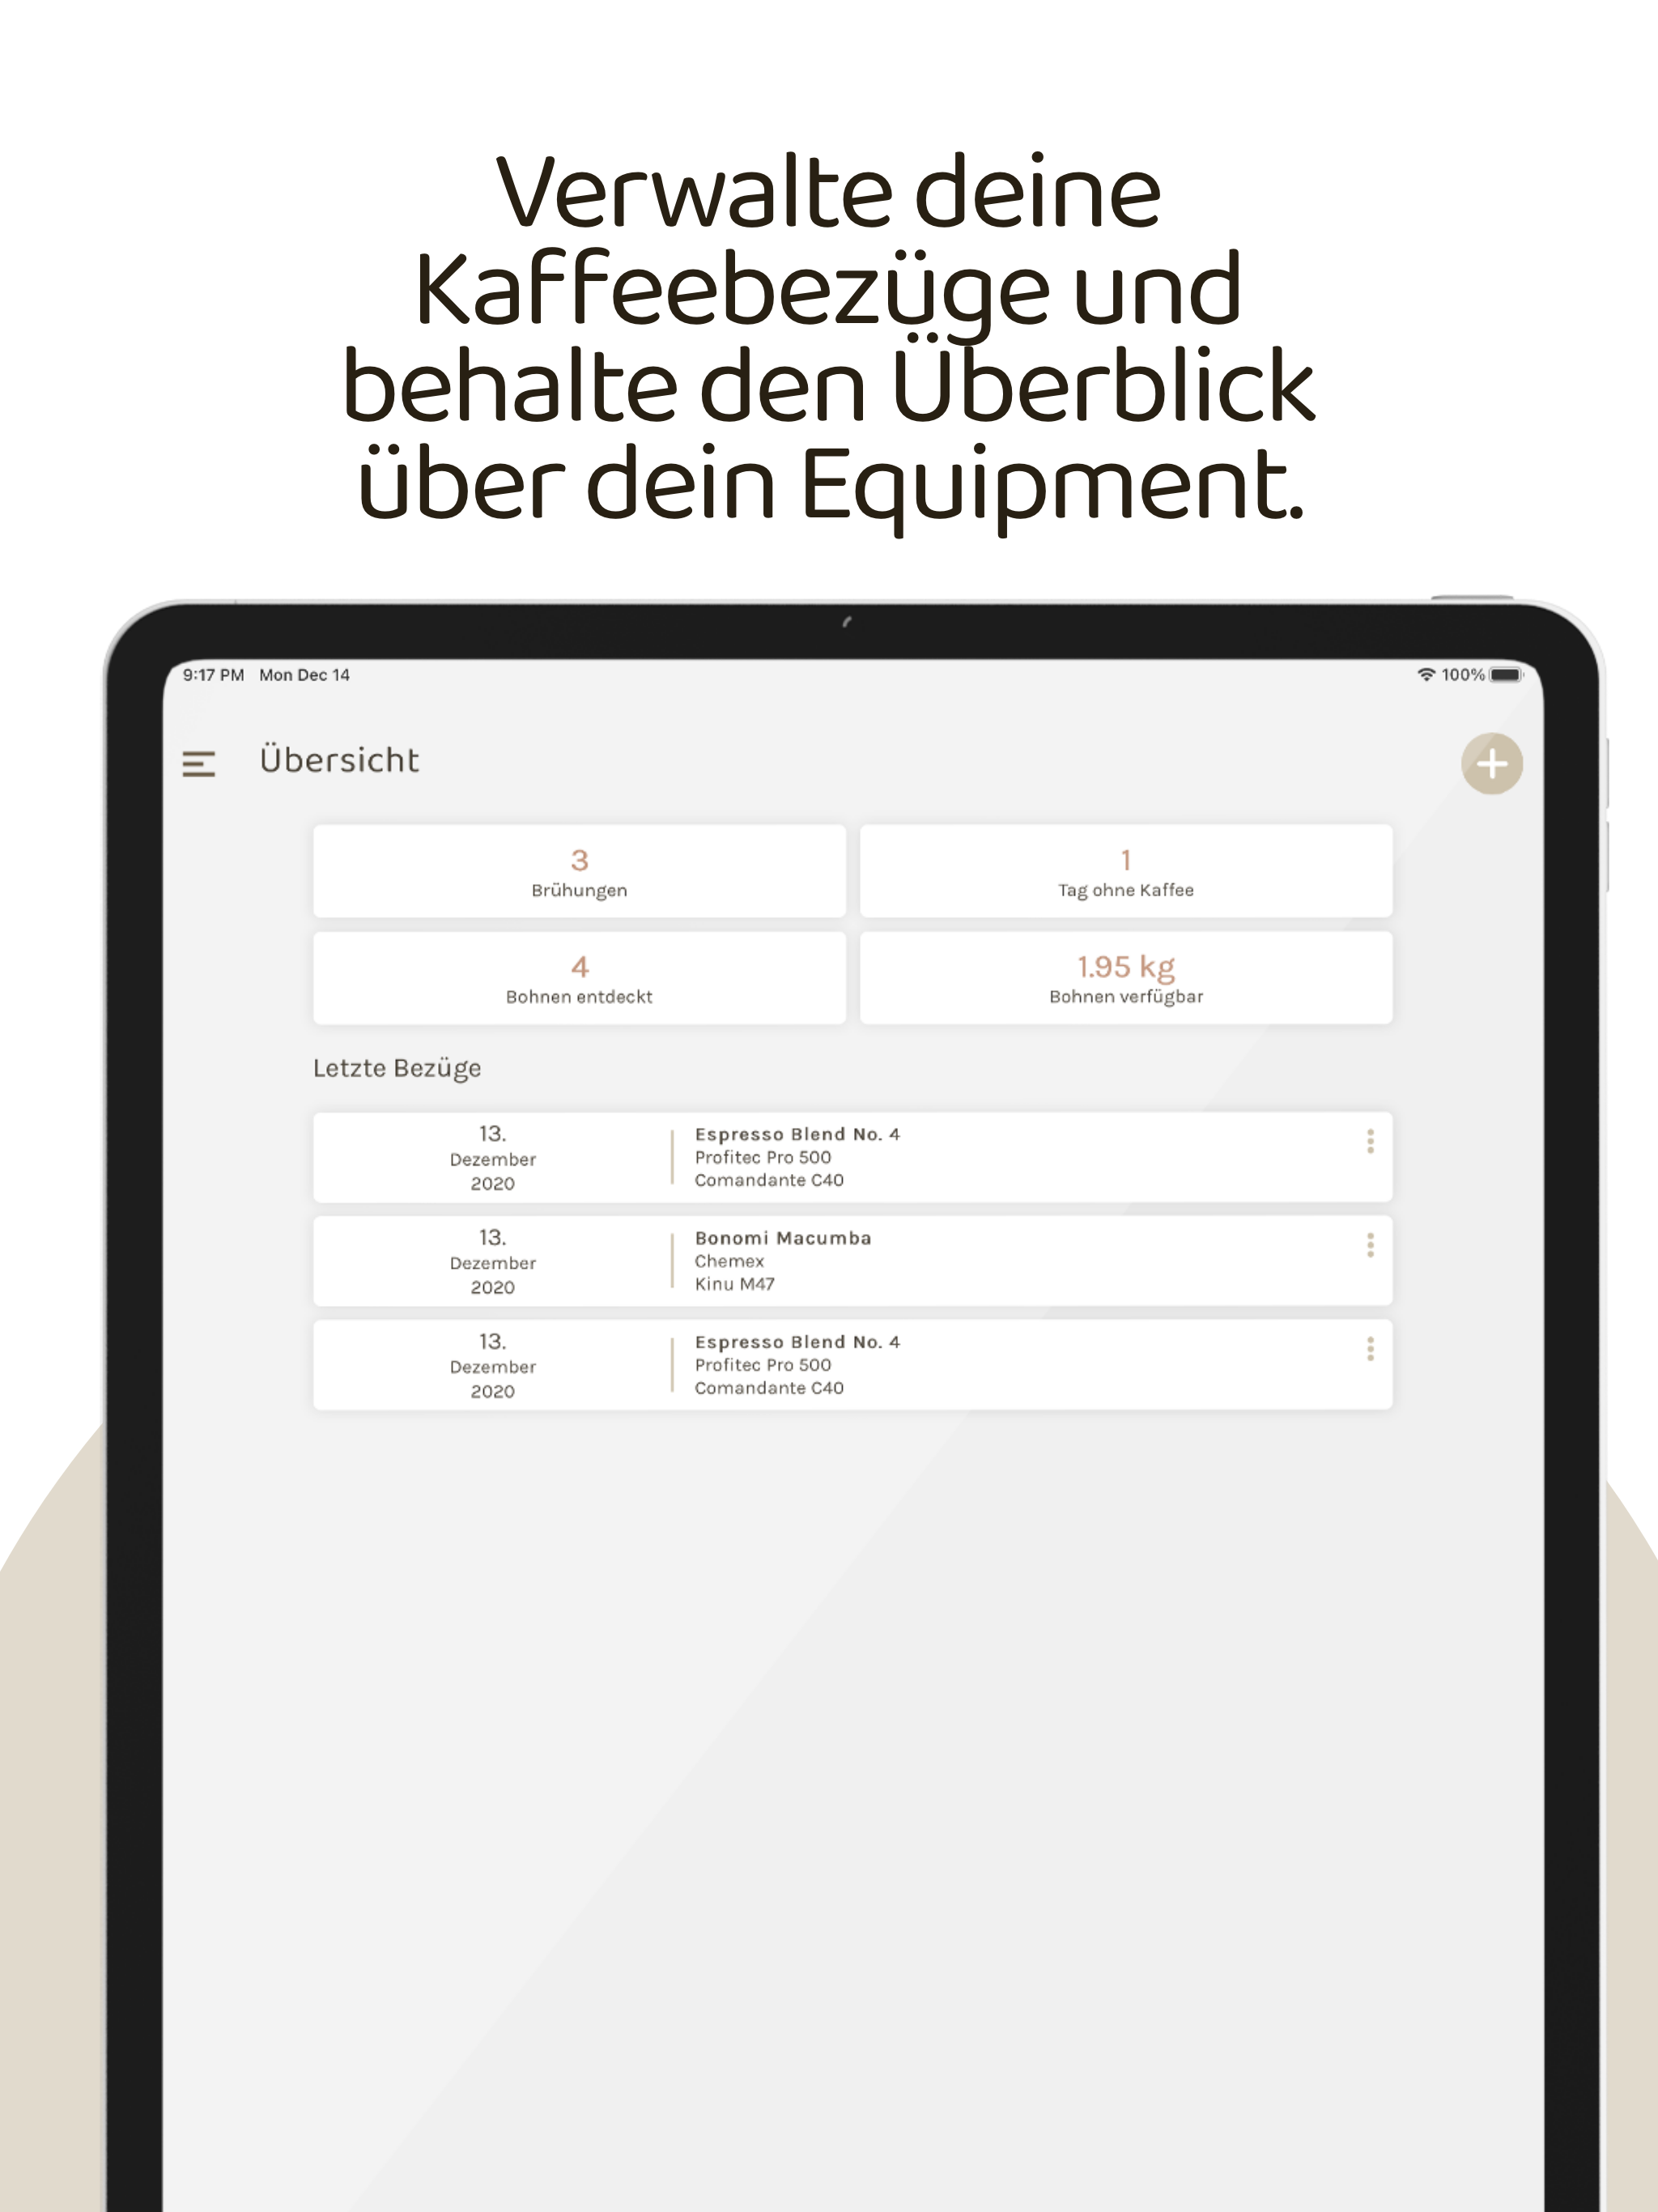 Verwalte deine
Kaffeebezüge und
behalte den Überblick
über dein Equipment.
9:17 PM Mon Dec 14
100%
Übersicht
3
Brühungen
1
Tag ohne Kaffee
4
Bohnen entdeckt
1.95 kg
Bohnen verfügbar
Letzte Bezüge
13.
Dezember
2020
Espresso Blend No. 4
Profitec Pro 500
Comandante C40
13.
Dezember
2020
Bonomi Macumba
Chemex
Kinu M47
13.
Dezember
2020
Espresso Blend No. 4
Profitec Pro 500
Comandante C40